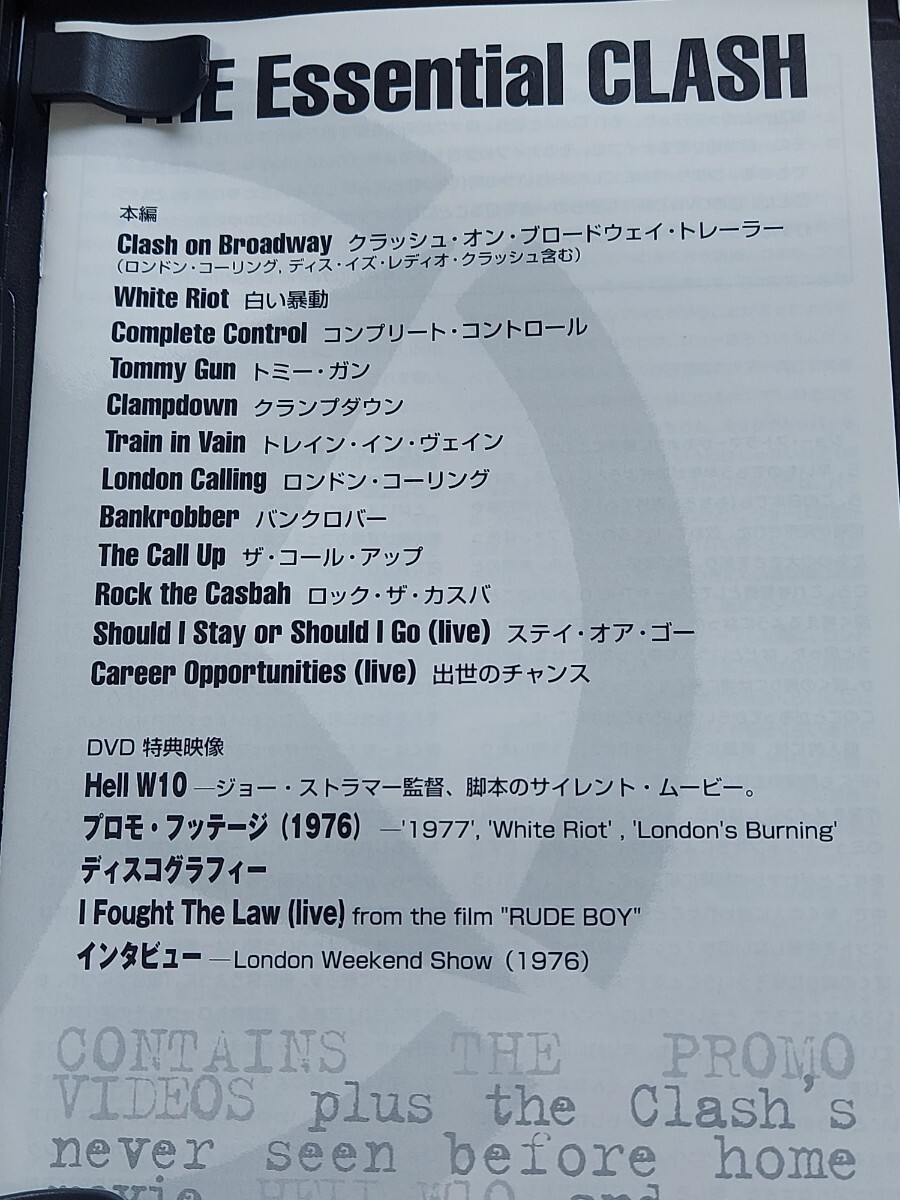 THE Essential CLASH
本編
Clash on Broadway クラッシュ・オン・ブロードウェイ・トレーラー
（ロンドン・コーリング, ディス・イズ・レディオ・クラッシュ含む）
White Riot 白い暴動
Complete Control コンプリート・コントロール
Tommy Gun トミー・ガン
Clampdown クランプダウン
Train in Vain トレイン・イン・ヴェイン
London Calling ロンドン・コーリング
Bankrobber バンクロバー
The Call Up ザ・コール・アップ
Rock the Casbah ロック・ザ・カスバ
Should I Stay or Should I Go (live) ステイ・オア・ゴー
Career Opportunities (live) 出世のチャンス
DVD 特典映像
Hell W10 —ジョー・ストラマー監督、脚本のサイレント・ムービー。
プロモ・フッテージ（1976） —'1977', 'White Riot' , 'London's Burning'
ディスコグラフィー
I Fought The Law (live) from the film "RUDE BOY"
インタビュー —London Weekend Show（1976）
CONTAINS THE PROMO
VIDEOS plus the Clash's
never seen before home
movie HELL W10 and